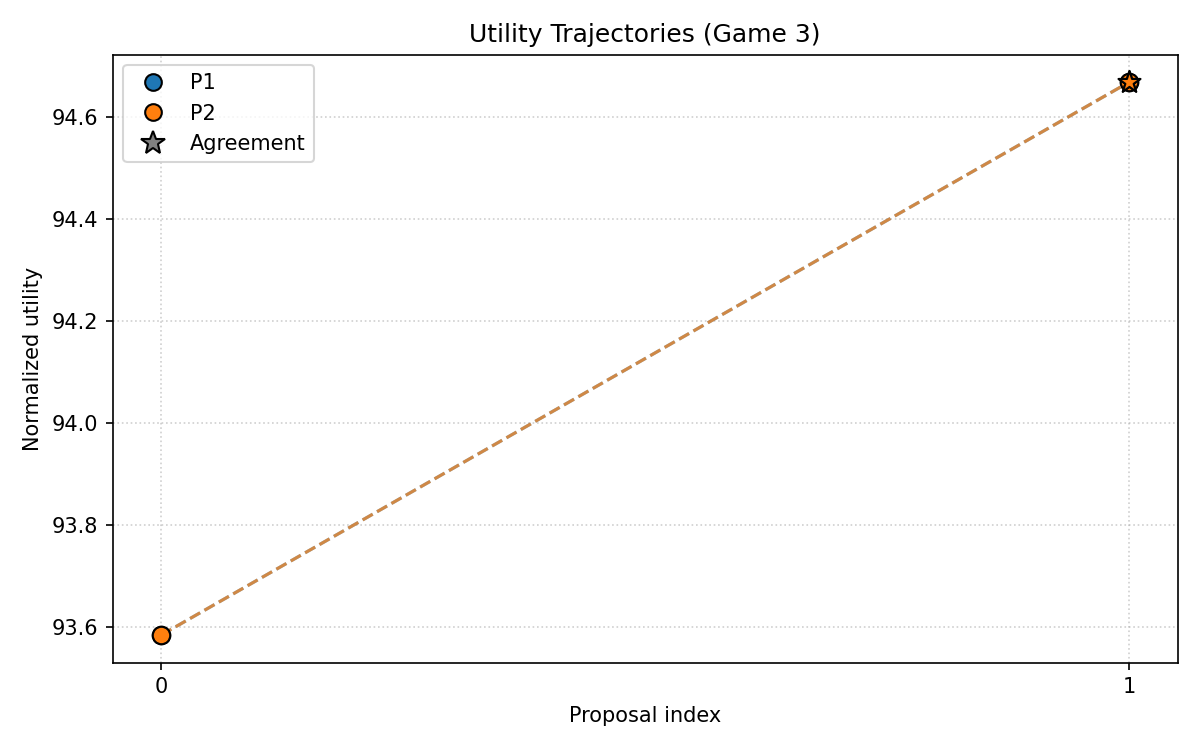 Utility Trajectories (Game 3)
P1
P2
Agreement
94.6
94.4
94.2
94.0
93.8
93.6
Normalized utility
0
1
Proposal index